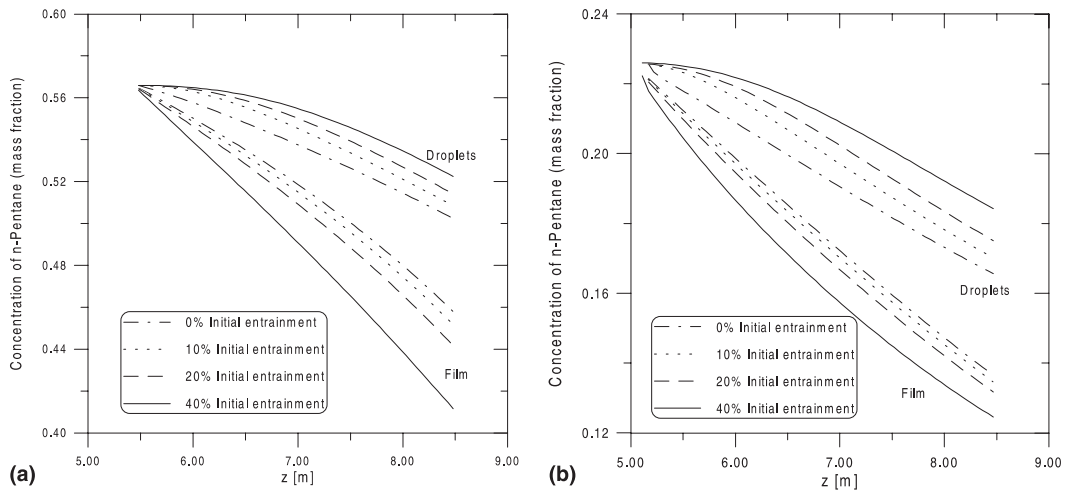 Concentration of n-Pentane (mass fraction)
0.60
0.56
0.52
0.48
0.44
0.40
Droplets
Film
0% Initial entrainment
10% Initial entrainment
20% Initial entrainment
40% Initial entrainment
5.00 6.00 7.00 8.00 9.00
z [m]
(a)
Concentration of n-Pentane (mass fraction)
0.24
0.20
0.16
0.12
Droplets
Film
0% Initial entrainment
10% Initial entrainment
20% Initial entrainment
40% Initial entrainment
5.00 6.00 7.00 8.00 9.00
z [m]
(b)